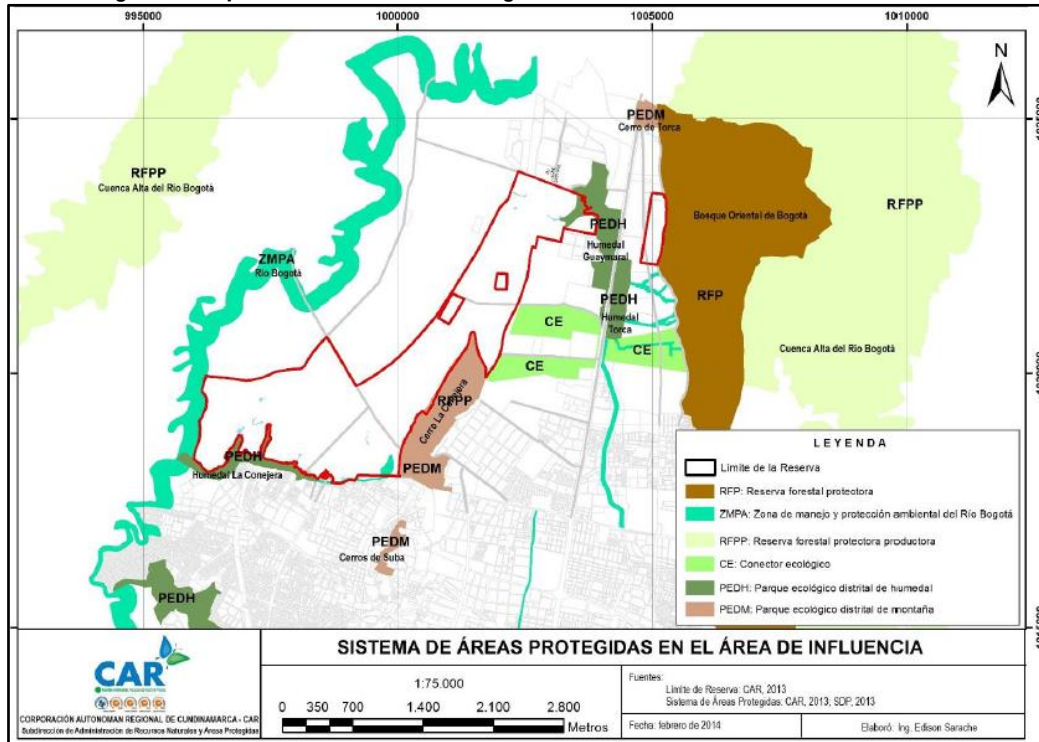 995000 1000000 1005000 10010000
N
PEDM
Cerro de Torca
RFPP
Cuenca Alta del Río Bogotá
Bosque Oriental de Bogotá
RFPP
PEDH
Humedal
Guaymaral
ZMPA
Río Bogotá
PEDH
Humedal
Torca
RFP
CE
CE
CE
Cuenca Alta del Río Bogotá
RFPP
Cerro La Conejera
PEDH
Humedal La Conejera
PEDM
PEDM
Cerros de Suba
PEDH
LEYENDA
Limite de la Reserva
RFP: Reserva forestal protectora
ZMPA: Zona de manejo y protección ambiental del Río Bogotá
RFPP: Reserva forestal protectora productora
CE: Conector ecológico
PEDH: Parque ecológico distrital de humedal
PEDM: Parque ecológico distrital de montaña
CAR
CORPORACIÓN AUTONOMA REGIONAL DE CUNDINAMARCA - CAR
Subdirección de Administración de Recursos Naturales y Areas Protegidas
SISTEMA DE ÁREAS PROTEGIDAS EN EL ÁREA DE INFLUENCIA
1:75.000
0 350 700 1.400 2.100 2.800
Metros
Fuentes:
Límite de Reserva: CAR, 2013
Sistema de Áreas Protegidas: CAR, 2013; SDP, 2013
Fecha: febrero de 2014
Elaboró: Ing. Edison Sarache